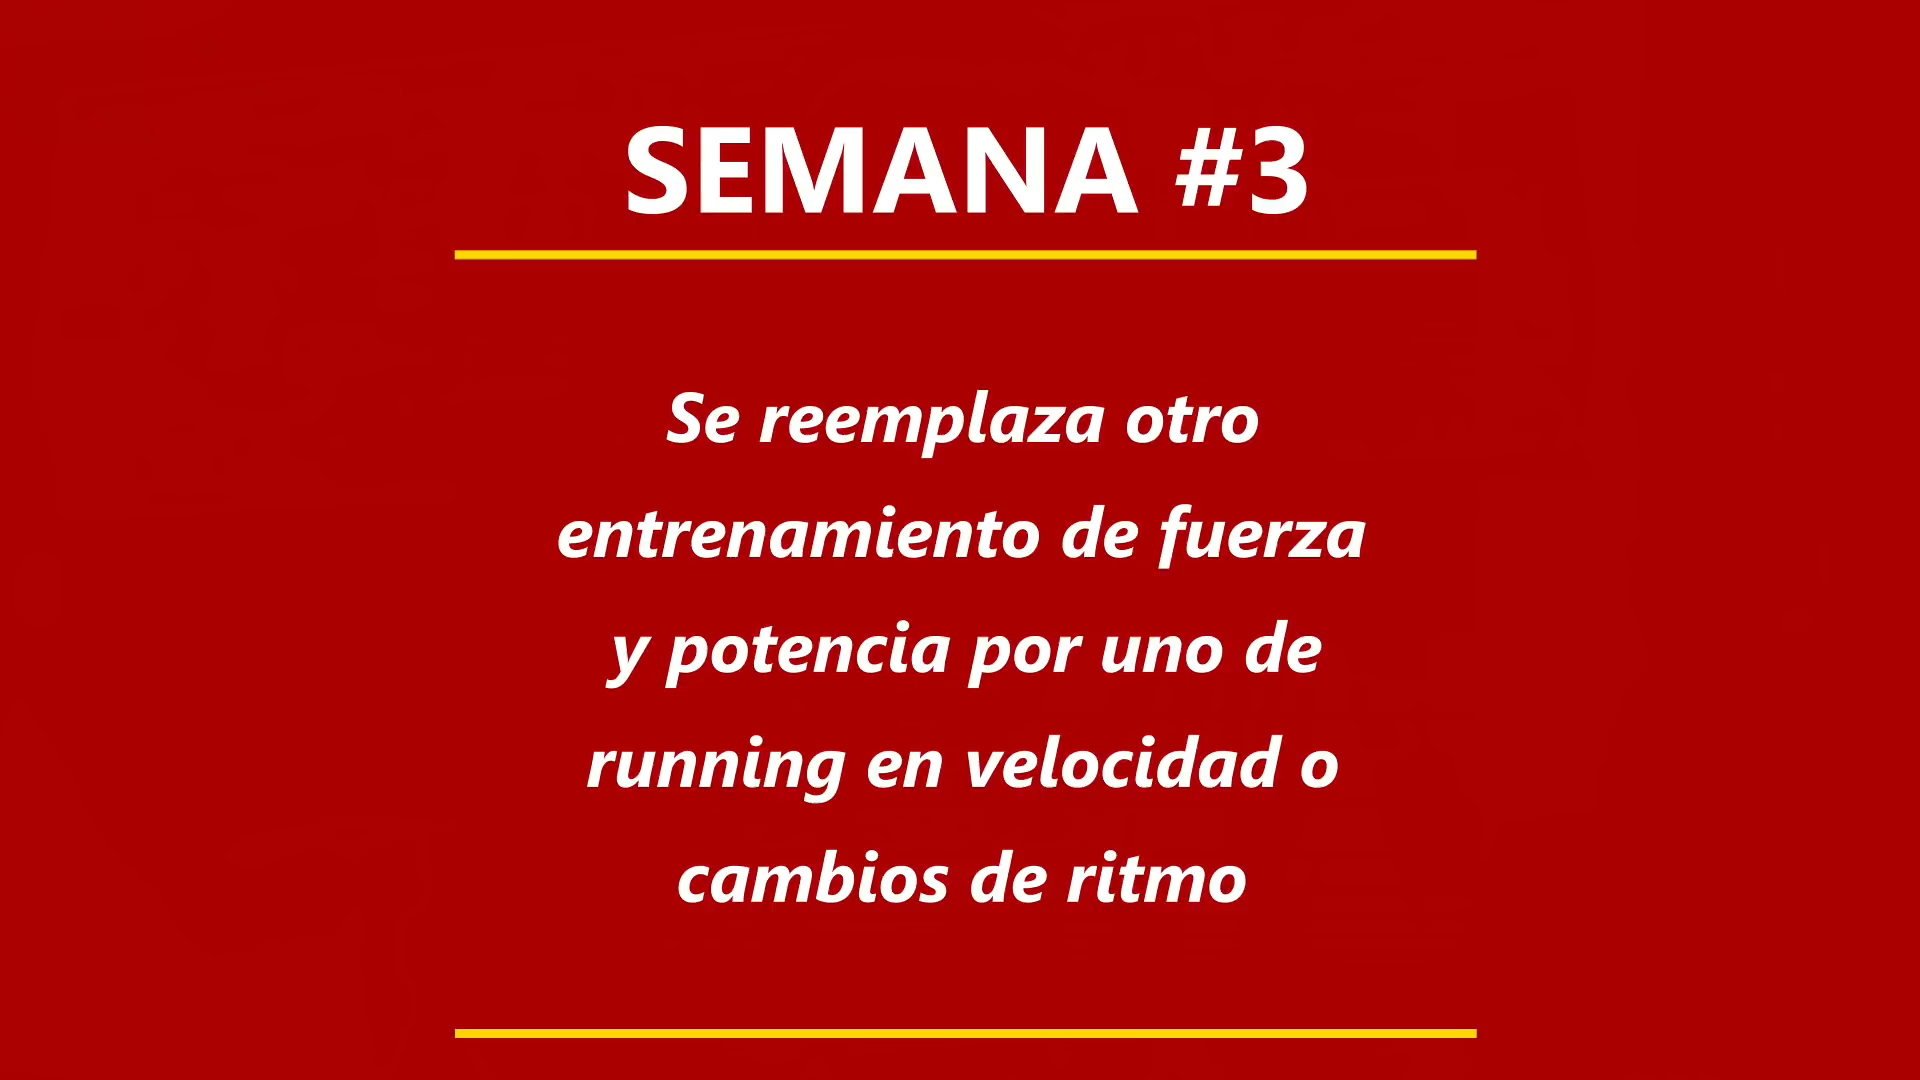 SEMANA #3
Se reemplaza otro
entrenamiento de fuerza
y potencia por uno de
running en velocidad o
cambios de ritmo